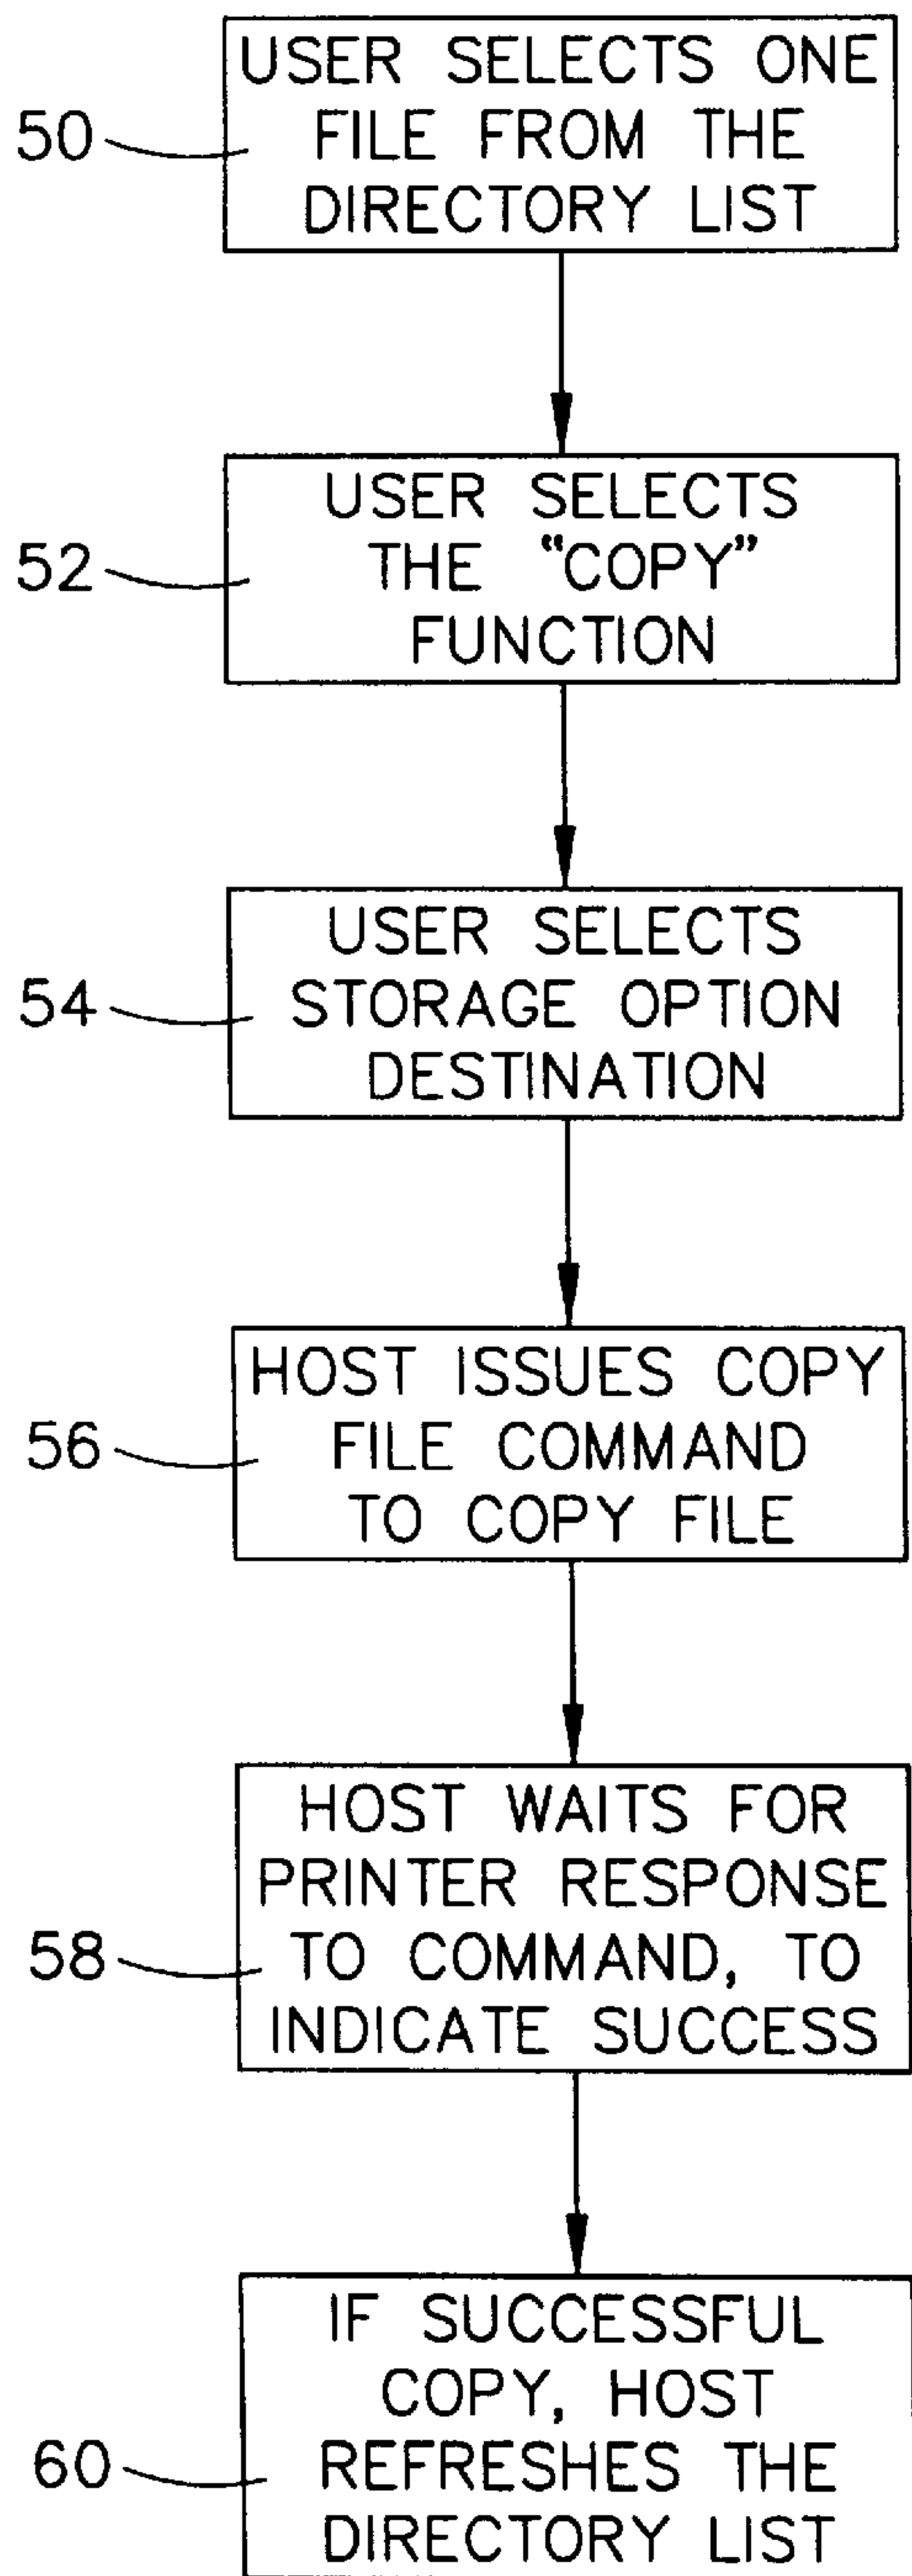 USER SELECTS ONE
FILE FROM THE
DIRECTORY LIST
50
USER SELECTS
THE “COPY”
FUNCTION
52
USER SELECTS
STORAGE OPTION
DESTINATION
54
HOST ISSUES COPY
FILE COMMAND
TO COPY FILE
56
HOST WAITS FOR
PRINTER RESPONSE
TO COMMAND, TO
INDICATE SUCCESS
58
IF SUCCESSFUL
COPY, HOST
REFRESHES THE
DIRECTORY LIST
60